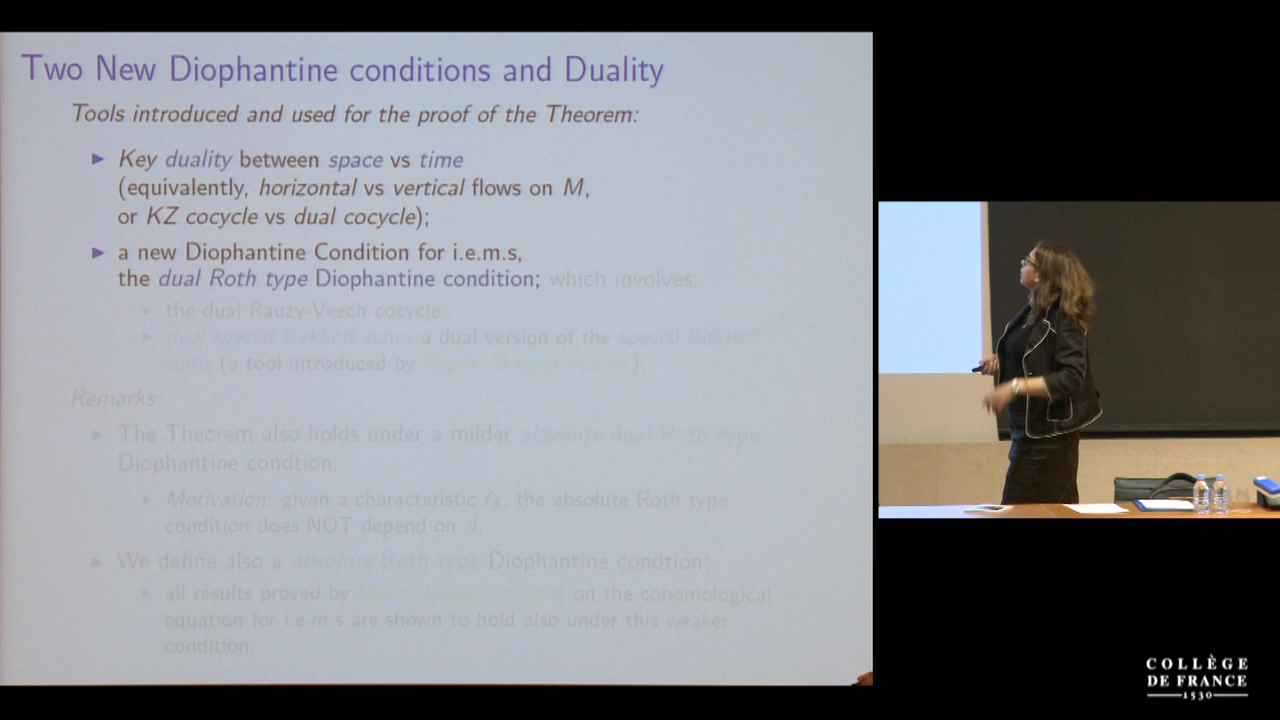 Two New Diophantine conditions and Duality
Tools introduced and used for the proof of the Theorem:
Key duality between space vs time
(equivalently, horizontal vs vertical flows on M,
or KZ cocycle vs dual cocycle);
a new Diophantine Condition for i.e.m.s,
the dual Roth type Diophantine condition; which involves:
the dual Rauzy-Veech cocycle
dual special Birkhoff sums, a dual version of the special Birkhoff
sums (a tool introduced by
Remarks:
The Theorem also holds under a milder absolute dual Roth type
Diophantine condtion;
Motivation: given a characteristic the absolute Roth type
condition does NOT depend on
We define also a absolute Roth type Diophantine condtion;
all results proved by on the cohamological
equation for i.e.m s are shown to hold also under this weaker
condition;
COLLÈGE
DE FRANCE
1530